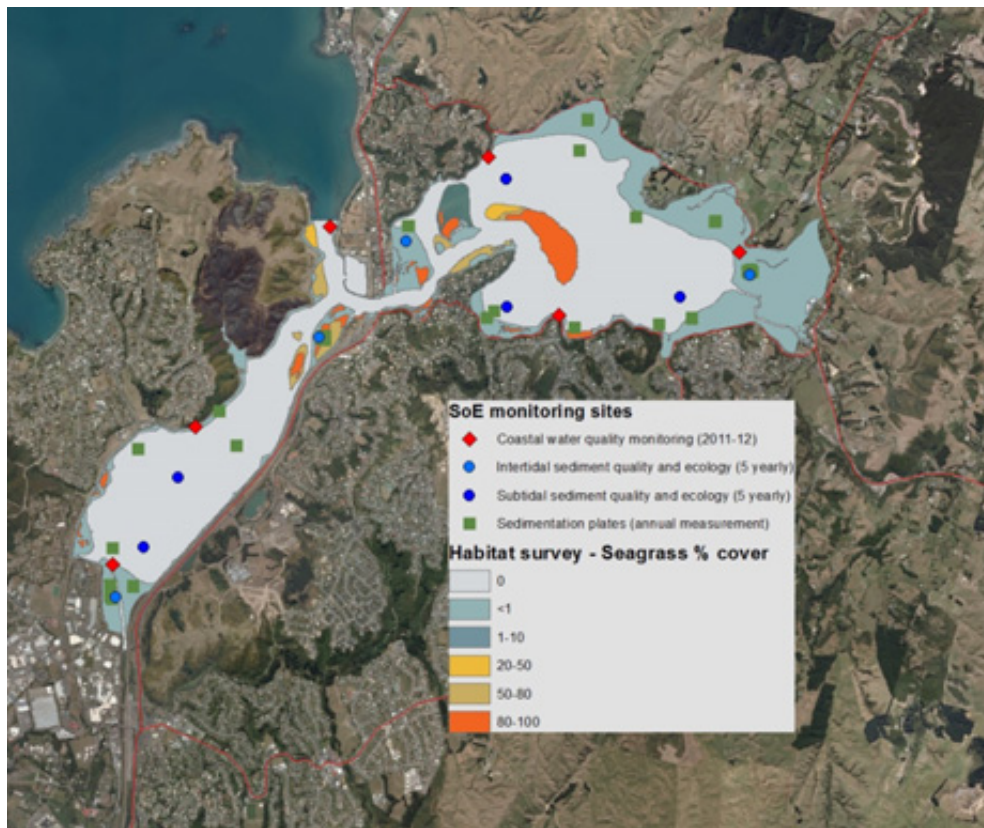 SoE monitoring sites
Coastal water quality monitoring (2011-12)
Intertidal sediment quality and ecology (5 yearly)
Subtidal sediment quality and ecology (5 yearly)
Sedimentation plates (annual measurement)
Habitat survey - Seagrass % cover
0
<1
1-10
20-50
50-80
80-100